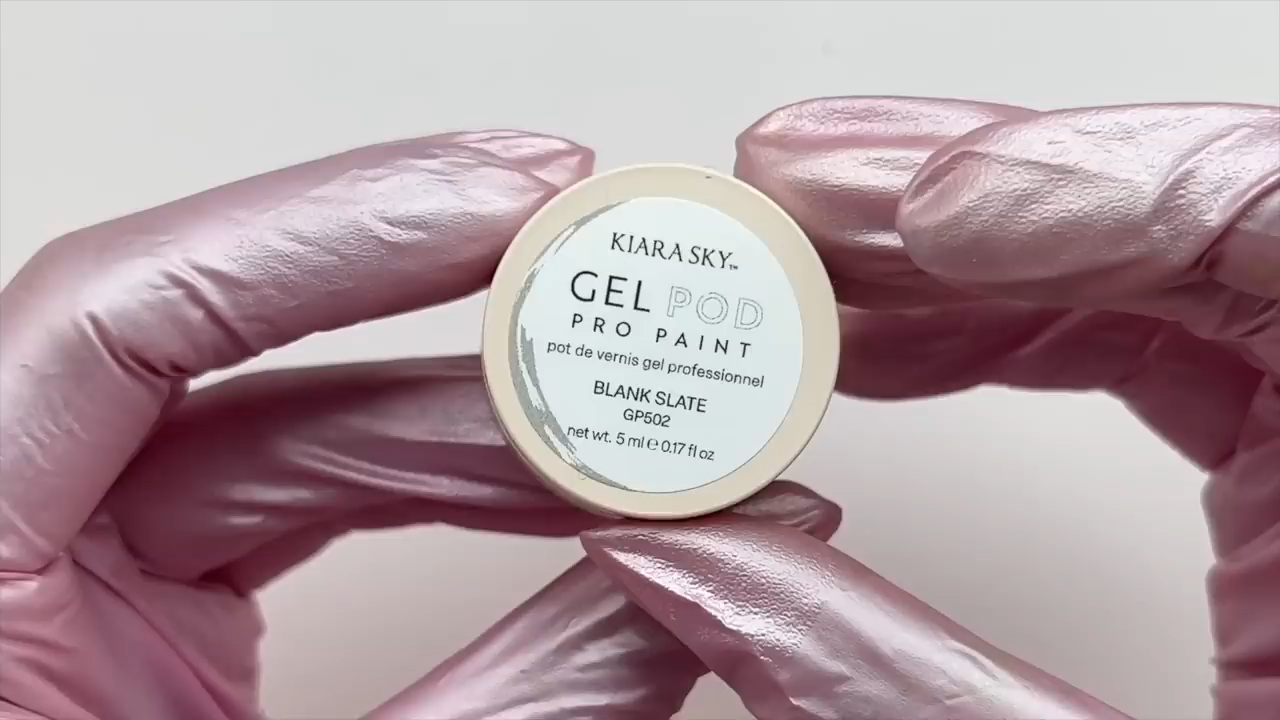 KIARA SKY™
GEL POD
PRO PAINT
pot de vernis gel professionnel
BLANK SLATE
GP502
net wt. 5 ml ℮ 0.17 fl oz